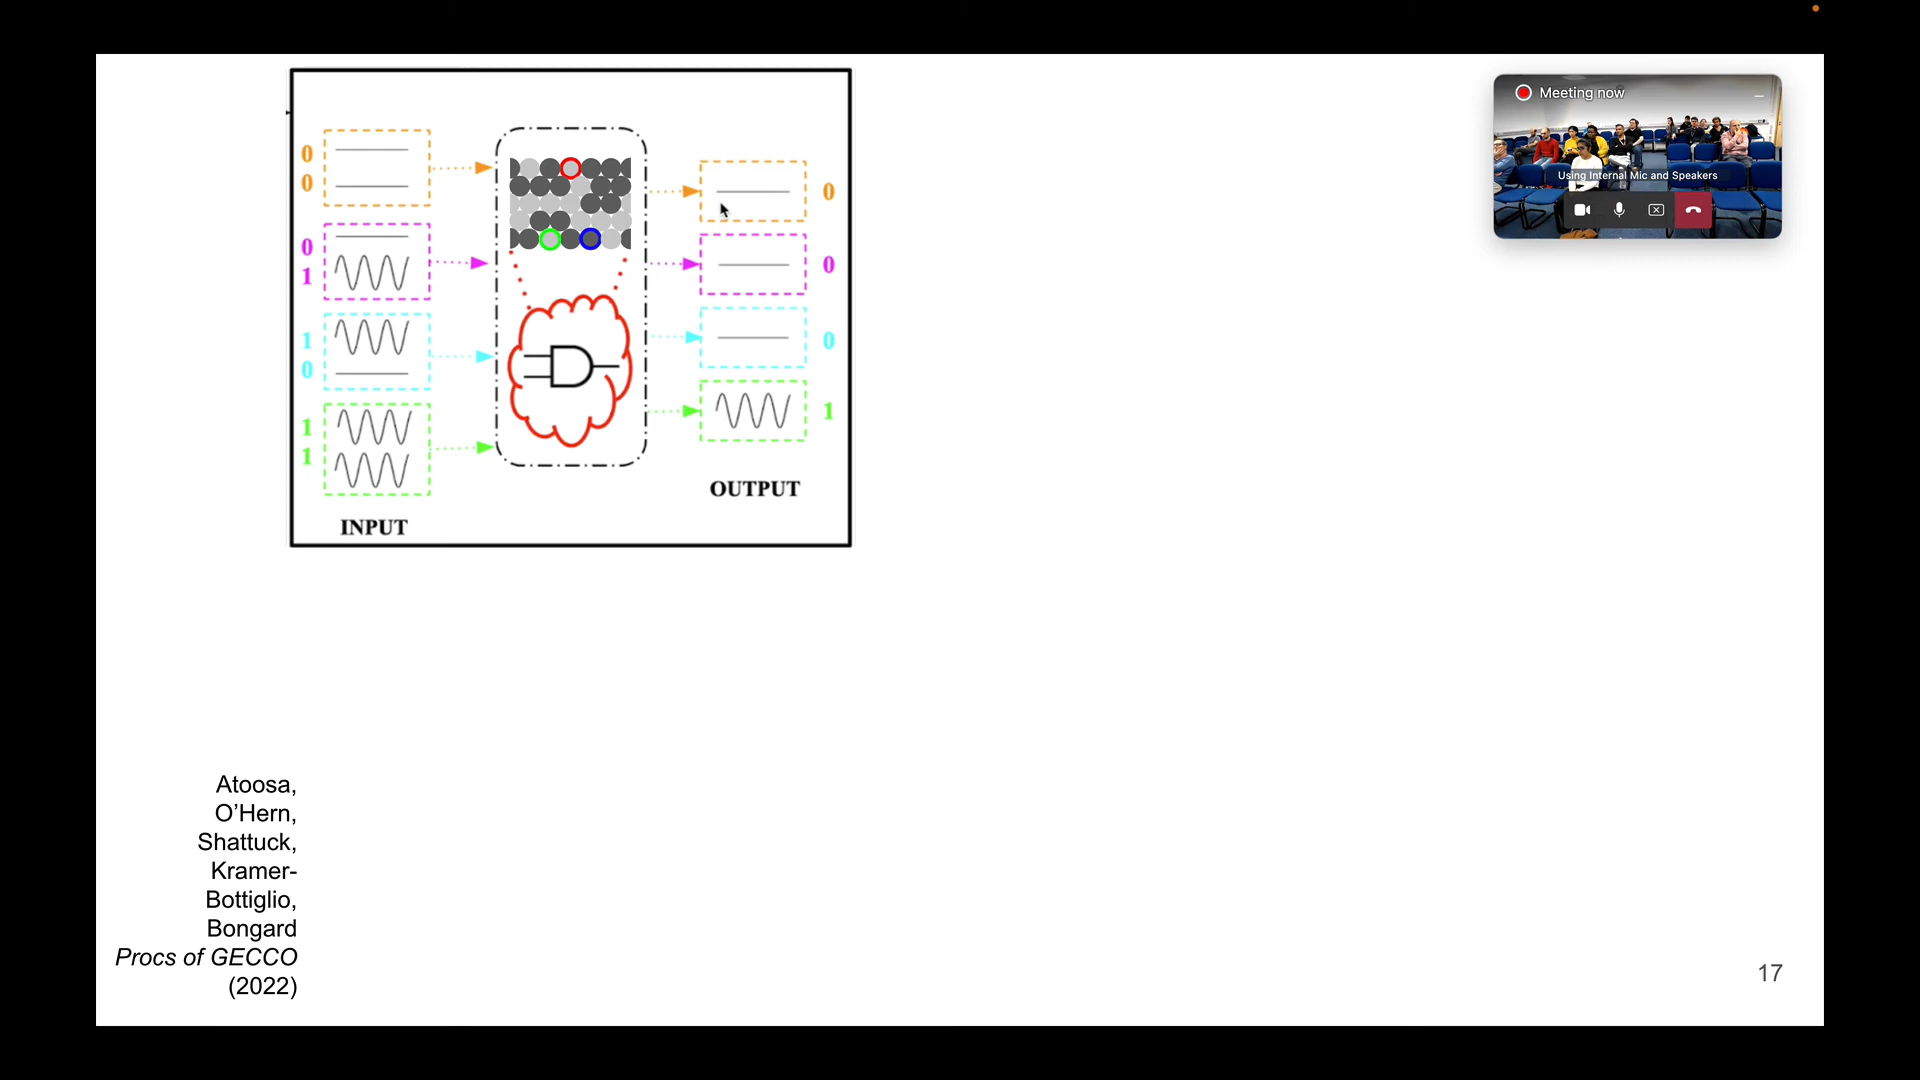 0
0
0
1
1
0
1
1
INPUT
0
0
0
1
OUTPUT
Meeting now
Using Internal Mic and Speakers
Atoosa,
O’Hern,
Shattuck,
Kramer-
Bottiglio,
Bongard
Procs of GECCO
(2022)
17